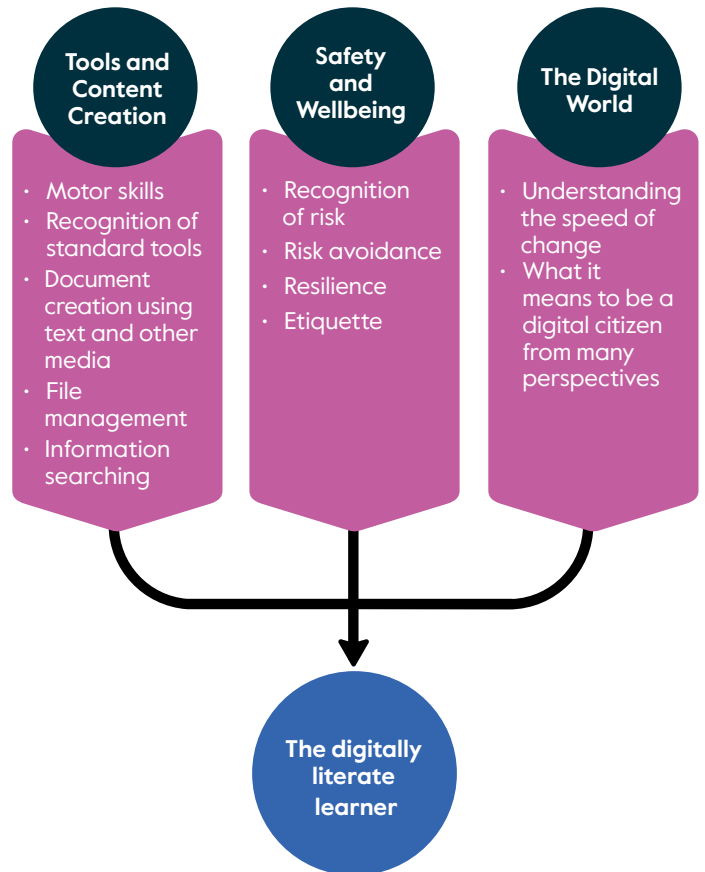 Tools and
Content
Creation
· Motor skills
· Recognition of
standard tools
· Document
creation using
text and other
media
· File
management
· Information
searching
Safety
and
Wellbeing
· Recognition
of risk
· Risk avoidance
· Resilience
· Etiquette
The Digital
World
· Understanding
the speed of
change
· What it
means to be a
digital citizen
from many
perspectives
The digitally
literate
learner